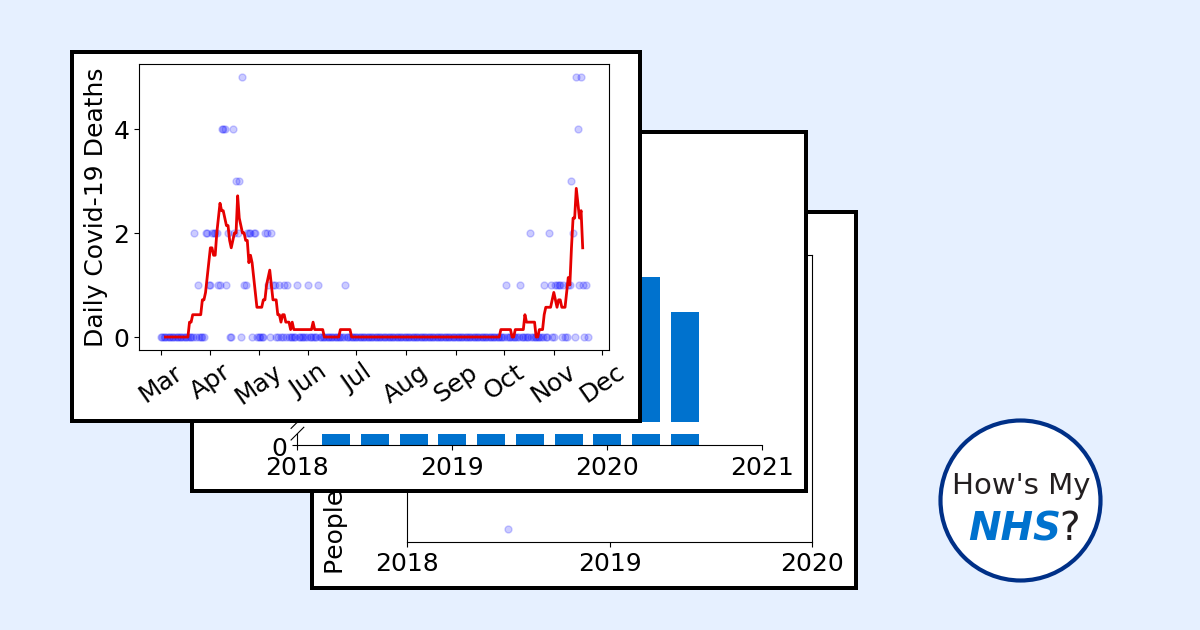 Daily Covid-19 Deaths
4
2
0
Mar Apr May Jun Jul Aug Sep Oct Nov Dec
0
2018 2019 2020 2021
People
2018 2019 2020
How's My
NHS?